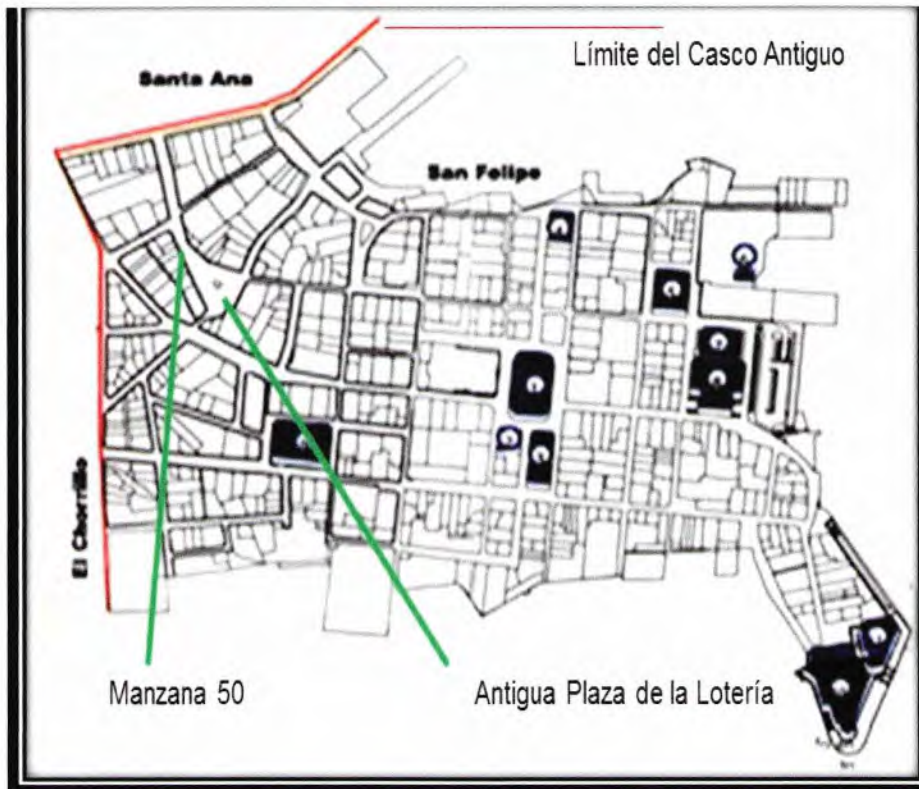 Límite del Casco Antiguo
Santa Ana
San Felipe
El Chorrillo
Manzana 50
Antigua Plaza de la Lotería